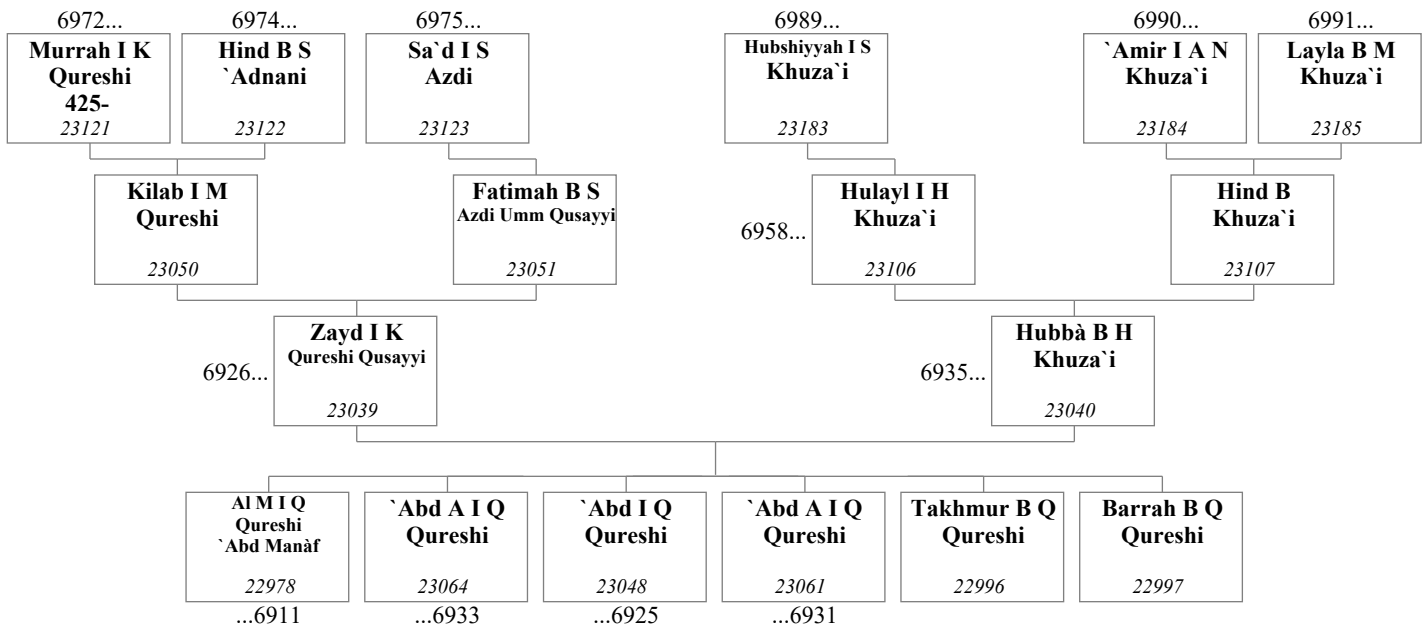 6972...
6974...
6975...
6989...
6990...
6991...
Murrah I K
Qureshi
425-
23121
Hind B S
`Adnani
23122
Sa`d I S
Azdi
23123
Hubshiyyah I S
Khuza`i
23183
`Amir I A N
Khuza`i
23184
Layla B M
Khuza`i
23185
Kilab I M
Qureshi
23050
Fatimah B S
Azdi Umm Qusayyi
23051
6958...
Hulayl I H
Khuza`i
23106
Hind B
Khuza`i
23107
6926...
Zayd I K
Qureshi Qusayyi
23039
6935...
Hubbà B H
Khuza`i
23040
Al M I Q
Qureshi
`Abd Manàf
22978
...6911
`Abd A I Q
Qureshi
23064
...6933
`Abd I Q
Qureshi
23048
...6925
`Abd A I Q
Qureshi
23061
...6931
Takhmur B Q
Qureshi
22996
Barrah B Q
Qureshi
22997